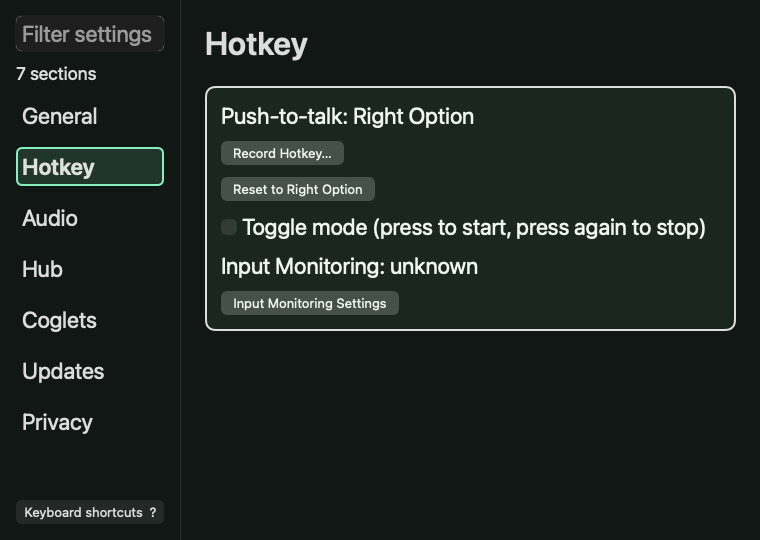 Filter settings
7 sections
General
Hotkey
Audio
Hub
Coglets
Updates
Privacy
Keyboard shortcuts ?
Hotkey
Push-to-talk: Right Option
Record Hotkey...
Reset to Right Option
Toggle mode (press to start, press again to stop)
Input Monitoring: unknown
Input Monitoring Settings